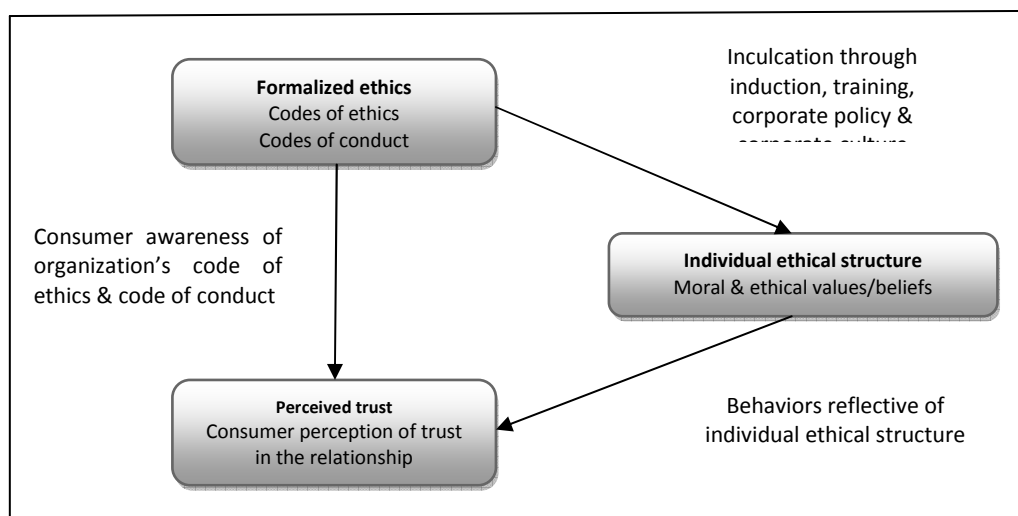 Formalized ethics
Codes of ethics
Codes of conduct
Inculcation through
induction, training,
corporate policy &
corporate culture
Consumer awareness of
organization’s code of
ethics & code of conduct
Individual ethical structure
Moral & ethical values/beliefs
Perceived trust
Consumer perception of trust
in the relationship
Behaviors reflective of
individual ethical structure